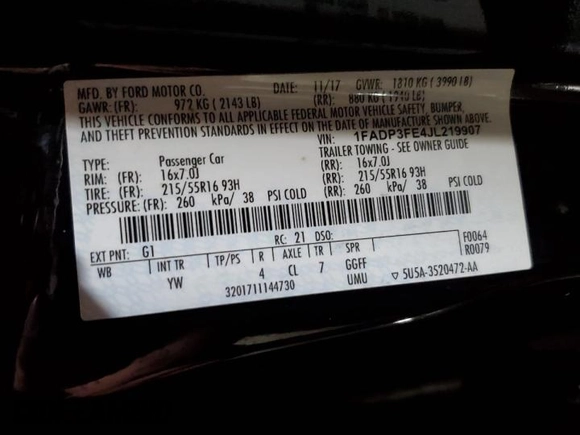 MFD. BY FORD MOTOR CO. DATE: 11/17 GVWR: 1810 KG ( 3990 LB)
GAWR: (FR): 972 KG ( 2143 LB) (RR): 880 KG ( 1940 LB)
THIS VEHICLE CONFORMS TO ALL APPLICABLE FEDERAL MOTOR VEHICLE SAFETY, BUMPER,
AND THEFT PREVENTION STANDARDS IN EFFECT ON THE DATE OF MANUFACTURE SHOWN ABOVE.
VIN: 1FADP3FE4JL219907
TYPE: Passenger Car TRAILER TOWING - SEE OWNER GUIDE
RIM: (FR): 16x7.0J (RR): 16x7.0J
TIRE: (FR): 215/55R16 93H (RR): 215/55R16 93H
PRESSURE: (FR): 260 kPa/ 38 PSI COLD (RR): 260 kPa/ 38 PSI COLD
EXT PNT: G1 RC: 21 DSO: F0064
WB INT TR TP/PS R AXLE TR SPR R0079
YW 4 CL 7 GGFF
3201711144730 UMU ▽ 5U5A-3520472-AA